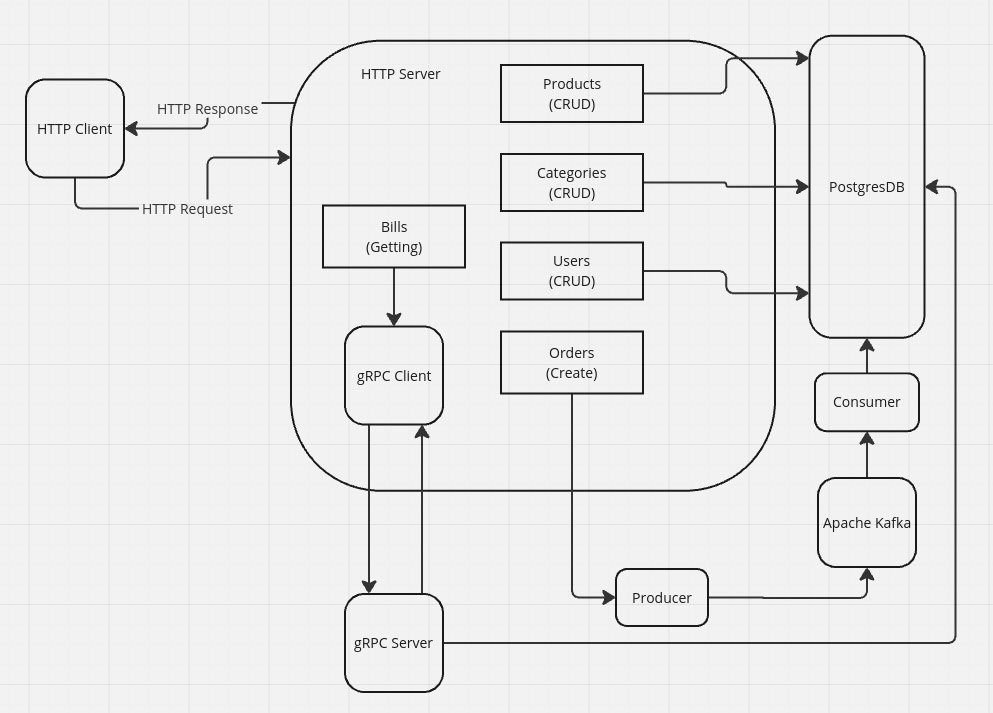 HTTP Server
Products
(CRUD)
HTTP Response
HTTP Client
Categories
(CRUD)
PostgresDB
HTTP Request
Bills
(Getting)
Users
(CRUD)
Orders
(Create)
gRPC Client
Consumer
Apache Kafka
Producer
gRPC Server